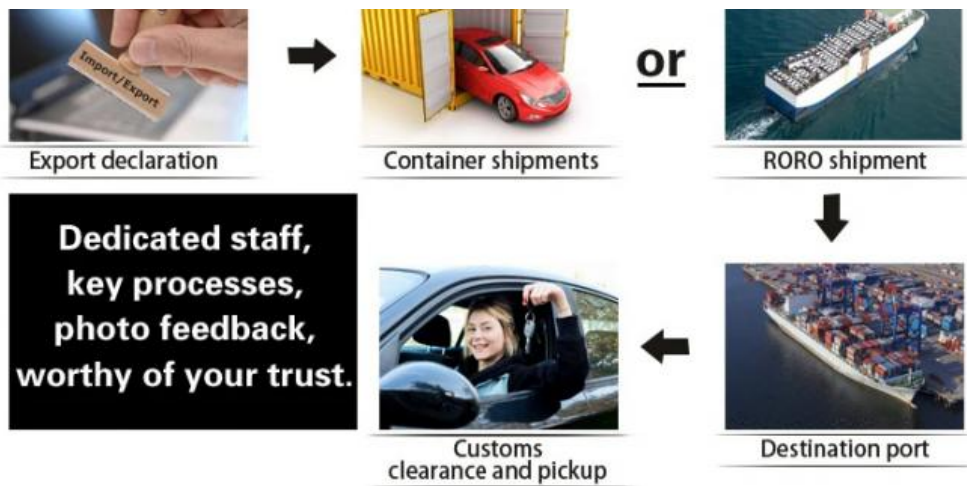 Import/Export
Export declaration
Container shipments
or
RORO shipment
Dedicated staff,
key processes,
photo feedback,
worthy of your trust.
Customs
clearance and pickup
Destination port